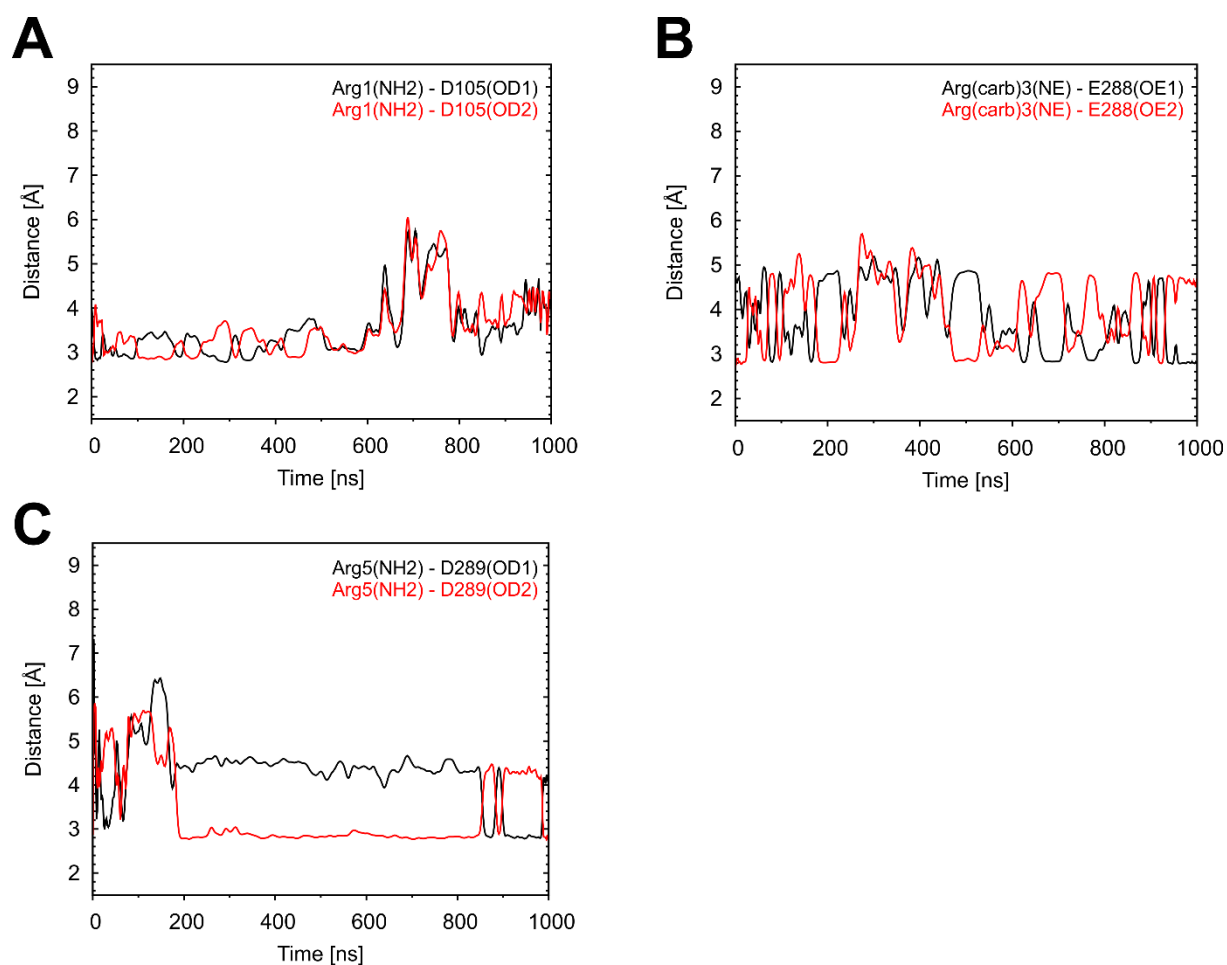 A
Arg1(NH2) - D105(OD1)
Arg1(NH2) - D105(OD2)
9
8
7
6
5
4
3
2
Distance [Å]
0 200 400 600 800 1000
Time [ns]
B
Arg(carb)3(NE) - E288(OE1)
Arg(carb)3(NE) - E288(OE2)
9
8
7
6
5
4
3
2
Distance [Å]
0 200 400 600 800 1000
Time [ns]
C
Arg5(NH2) - D289(OD1)
Arg5(NH2) - D289(OD2)
9
8
7
6
5
4
3
2
Distance [Å]
0 200 400 600 800 1000
Time [ns]